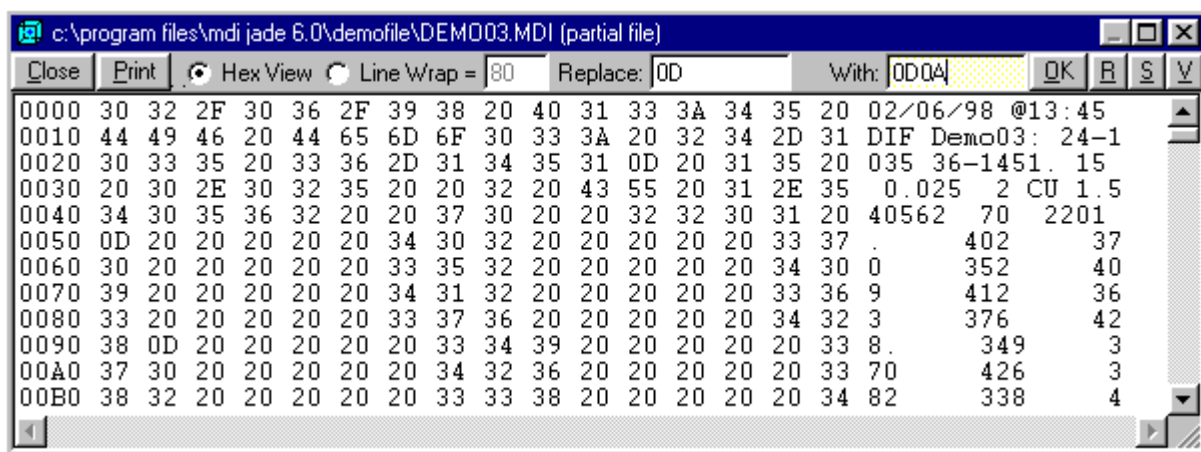 c:\program files\mdi jade 6.0\demofile\DEMO03.MDI (partial file)
Close Print Hex View Line Wrap = 80 Replace: 0D With: 0D0A OK R S V
0000 30 32 2F 30 36 2F 39 38 20 40 31 33 3A 34 35 20 02/06/98 @13:45
0010 44 49 46 20 44 65 6D 6F 30 33 3A 20 32 34 2D 31 DIF Demo03: 24-1
0020 30 33 35 20 33 36 2D 31 34 35 31 0D 20 31 35 20 035 36-1451. 15
0030 20 30 2E 30 32 35 20 20 32 20 43 55 20 31 2E 35 0.025 2 CU 1.5
0040 34 30 35 36 32 20 20 37 30 20 20 32 32 30 31 20 40562 70 2201
0050 0D 20 20 20 20 20 34 30 32 20 20 20 20 20 33 37 . 402 37
0060 30 20 20 20 20 20 33 35 32 20 20 20 20 20 34 30 0 352 40
0070 39 20 20 20 20 20 34 31 32 20 20 20 20 20 33 36 9 412 36
0080 33 20 20 20 20 20 33 37 36 20 20 20 20 20 34 32 3 376 42
0090 38 0D 20 20 20 20 20 33 34 39 20 20 20 20 20 33 8. 349 3
00A0 37 30 20 20 20 20 20 34 32 36 20 20 20 20 20 33 70 426 3
00B0 38 32 20 20 20 20 20 33 33 38 20 20 20 20 20 34 82 338 4